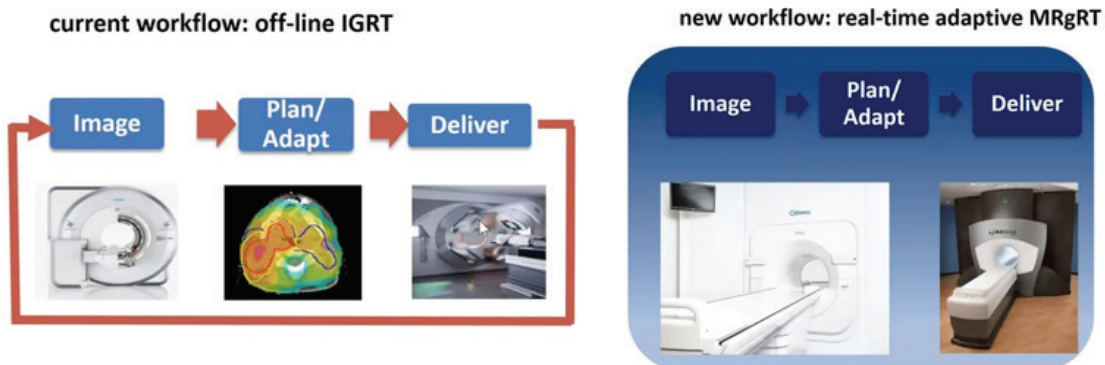 current workflow: off-line IGRT
Image
Plan/
Adapt
Deliver
new workflow: real-time adaptive MRgRT
Image
Plan/
Adapt
Deliver